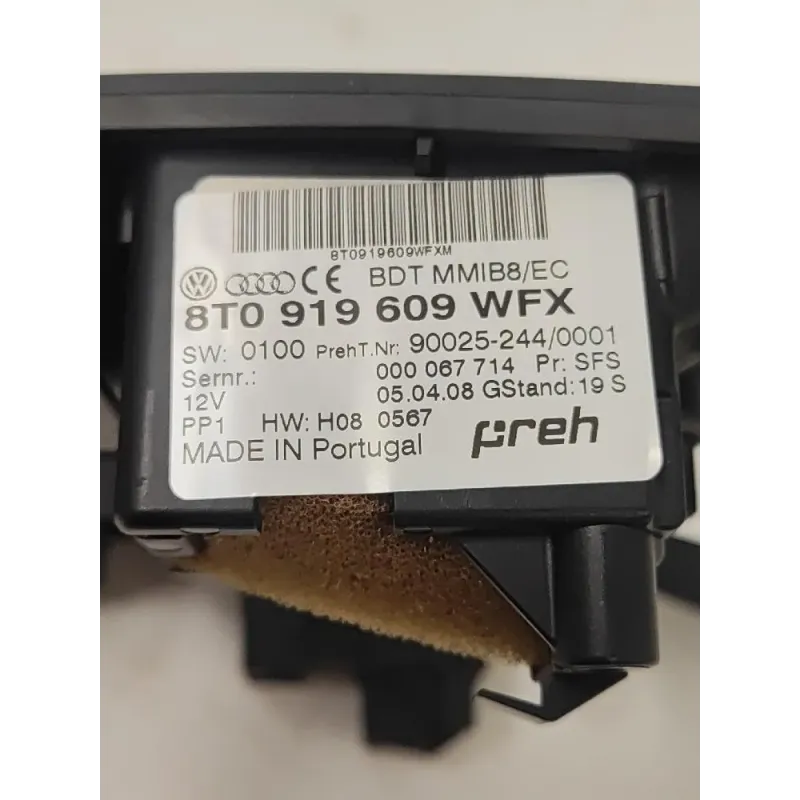 8T0919609WFXM
CE BDT MMIB8/EC
8T0 919 609 WFX
SW: 0100 PrehT.Nr: 90025-244/0001
Sernr.: 000 067 714 Pr: SFS
12V 05.04.08 GStand: 19 S
PP1 HW: H08 0567
MADE IN Portugal preh